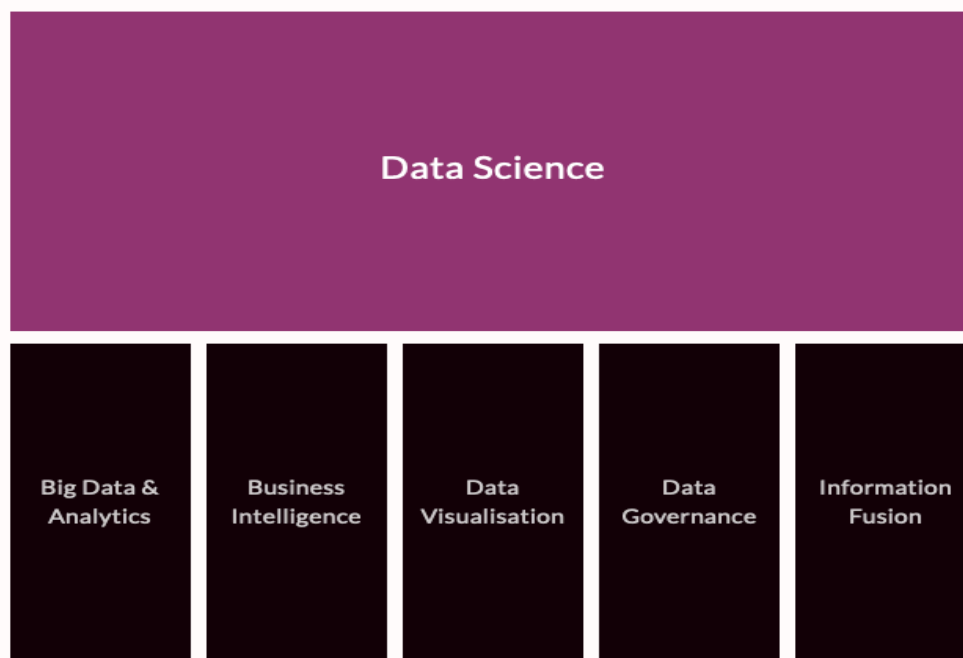 Data Science
Big Data &
Analytics
Business
Intelligence
Data
Visualisation
Data
Governance
Information
Fusion